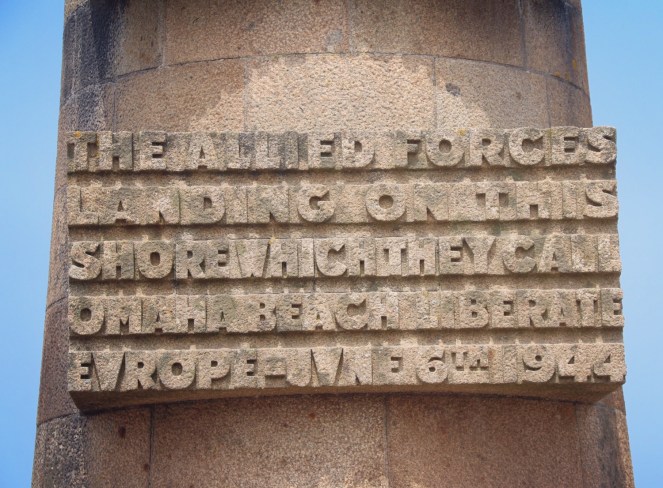 THE ALLIED FORCES
LANDING ON THIS
SHORE WHICH THEY CALL
OMAHA BEACH LIBERATE
EVROPE-JVNE 6TH 1944